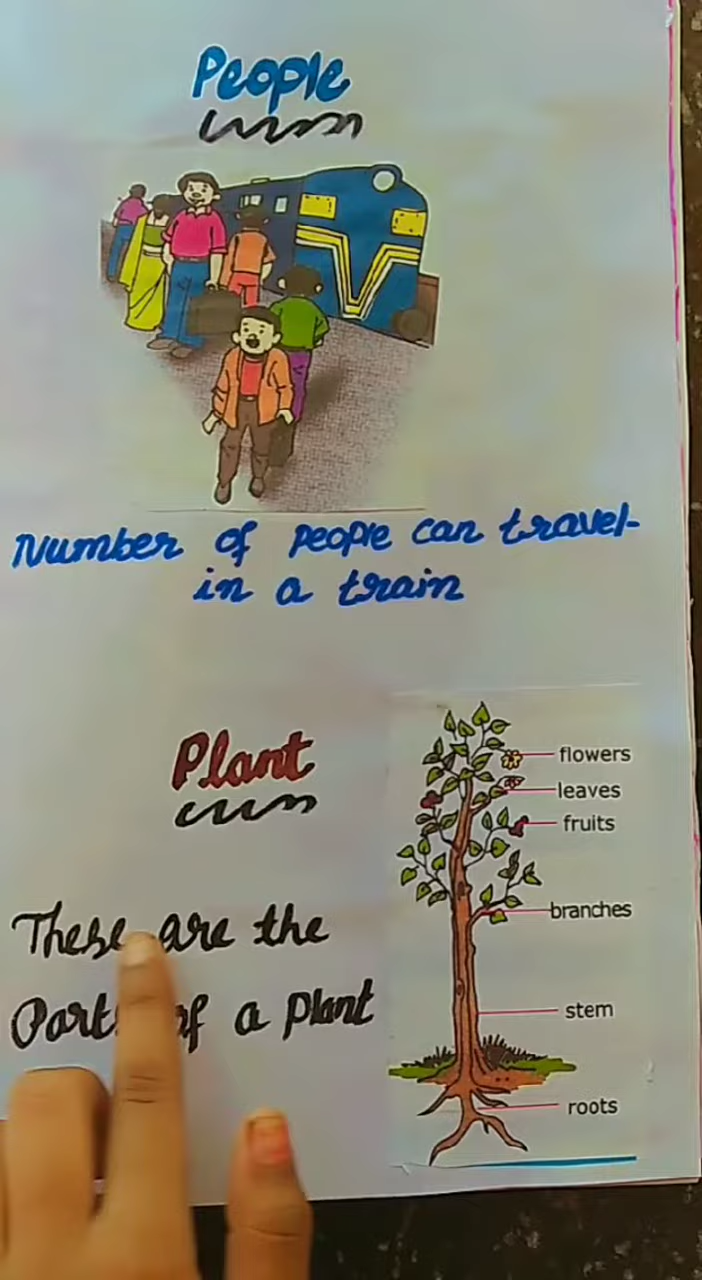 People
Number of people can travel-
in a train
Plant
flowers
leaves
fruits
branches
stem
roots
These are the
Parts of a plant